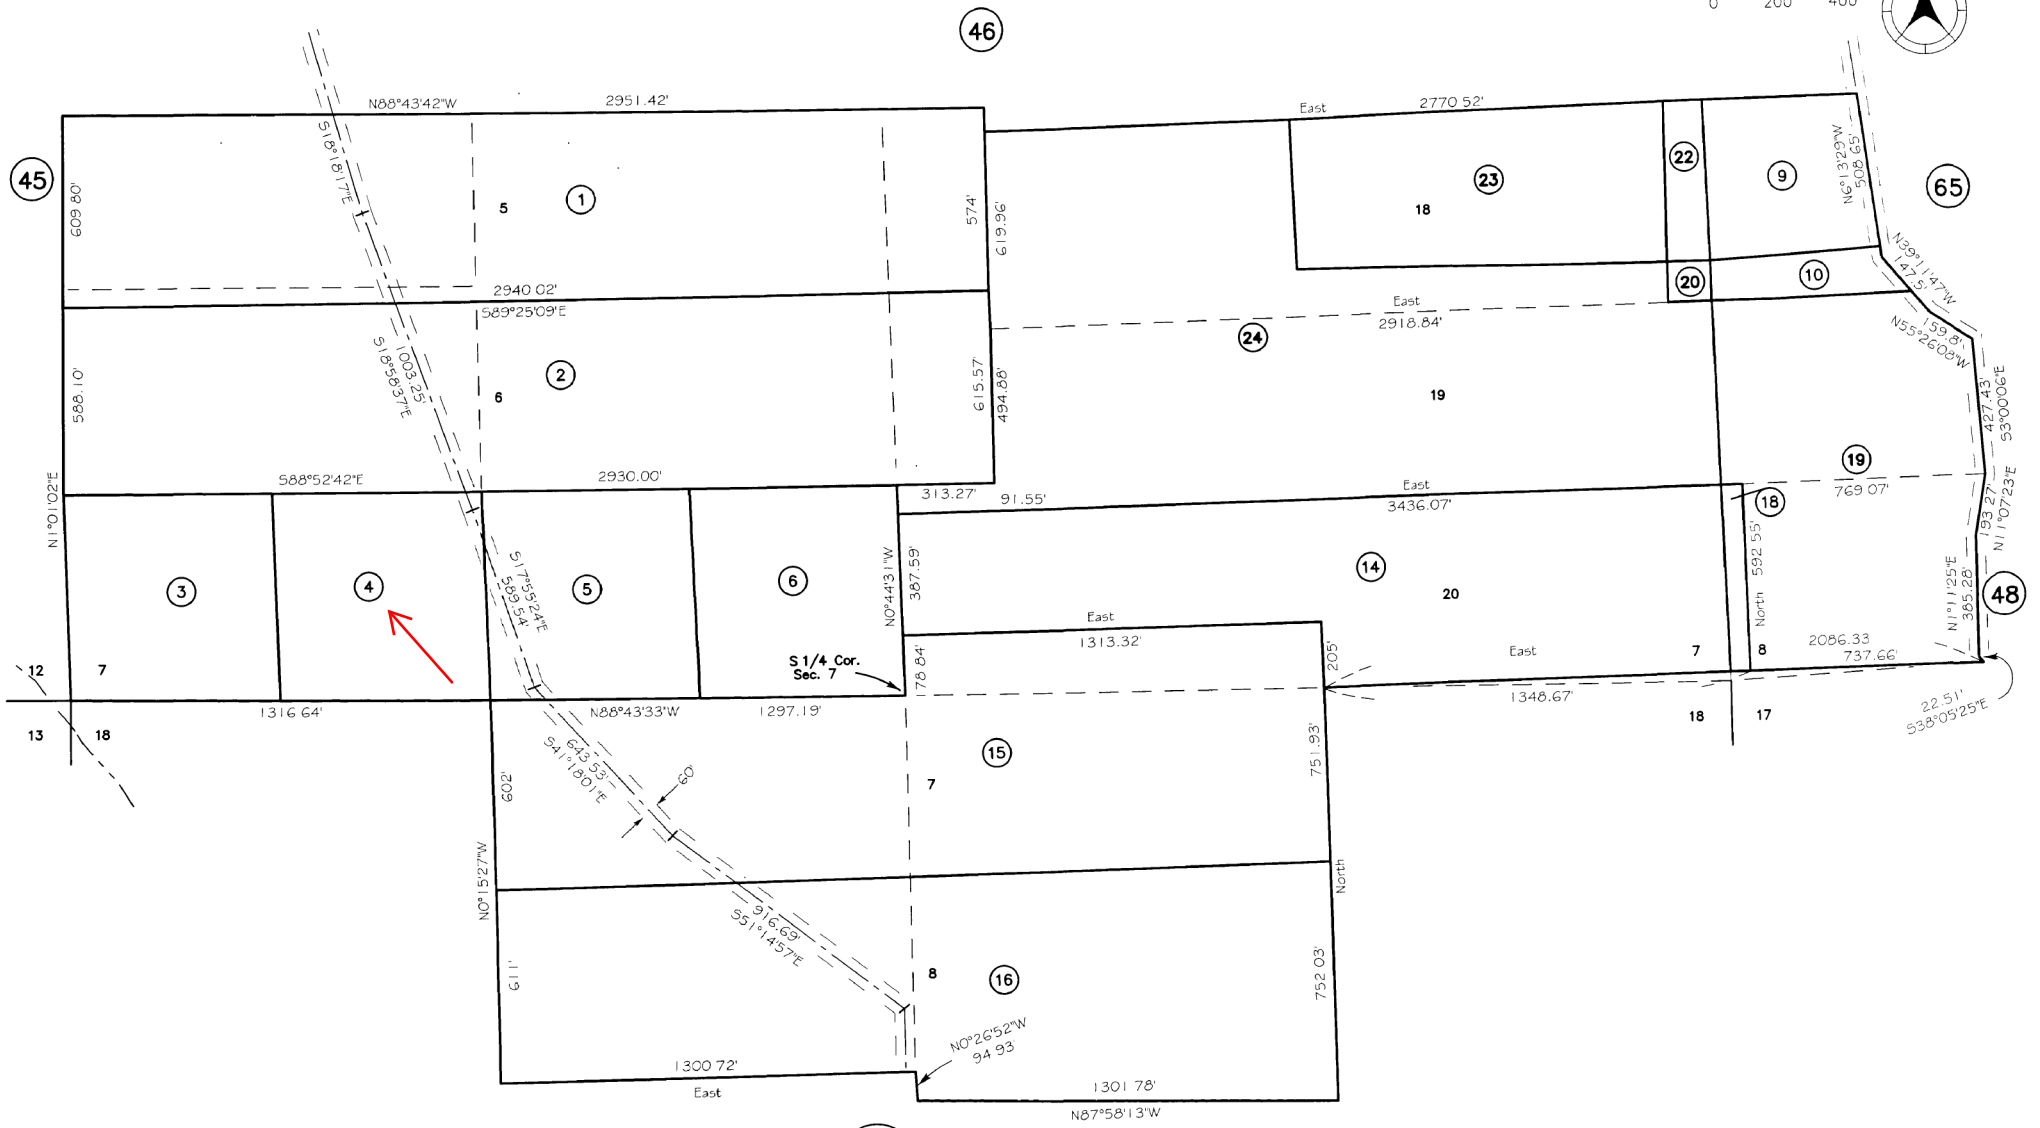 0 200 400
46
45
65
48
N88°43'42"W 2951.42'
East 2770 52'
S18°18'17"E
609 80'
5
1
574'
619.96'
23
18
22
9
N6°13'29"W
508 65'
N39°11'47"W
147.5'
10
20
2940 02'
S89°25'09"E
East
2918.84'
24
159.8'
N55°26'08"W
1003.25'
S18°58'37"E
588.10'
2
6
615.57'
494.88'
19
427.43'
53°00'06"E
S88°52'42"E 2930.00'
313.27'
91.55'
East
3436.07'
19
769 07'
18
193 27'
N1°07'23"E
N1°01'02"E
S17°55'24"E
589.54'
N0°44'31"W
387.59'
North 592 55'
3
4
5
6
14
20
N1°11'25"E
385.28'
East
1313.32'
205'
East
7
8
2086.33
737.66'
12
7
S 1/4 Cor.
Sec. 7
178 84'
1316 64'
N88°43'33"W
1297.19'
1348.67'
22.51'
S38°05'25"E
13
18
18
17
643 53'
S41°18'01"E
60'
602'
15
7
751.93'
N0°15'27"W
North
916.69'
S51°14'57"E
611'
8
16
752 03'
N0°26'52"W
94 93'
1300 72'
East
1301 78'
N87°58'13"W